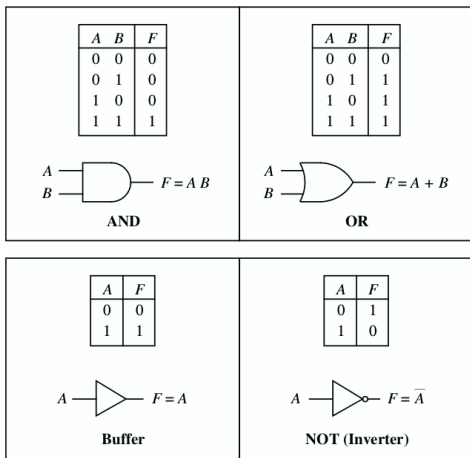 A B F
0 0 0
0 1 0
1 0 0
1 1 1
A
B
F = A B
AND
A B F
0 0 0
0 1 1
1 0 1
1 1 1
A
B
F = A + B
OR
A F
0 0
1 1
A F = A
Buffer
A F
0 1
1 0
A F = A̅
NOT (Inverter)